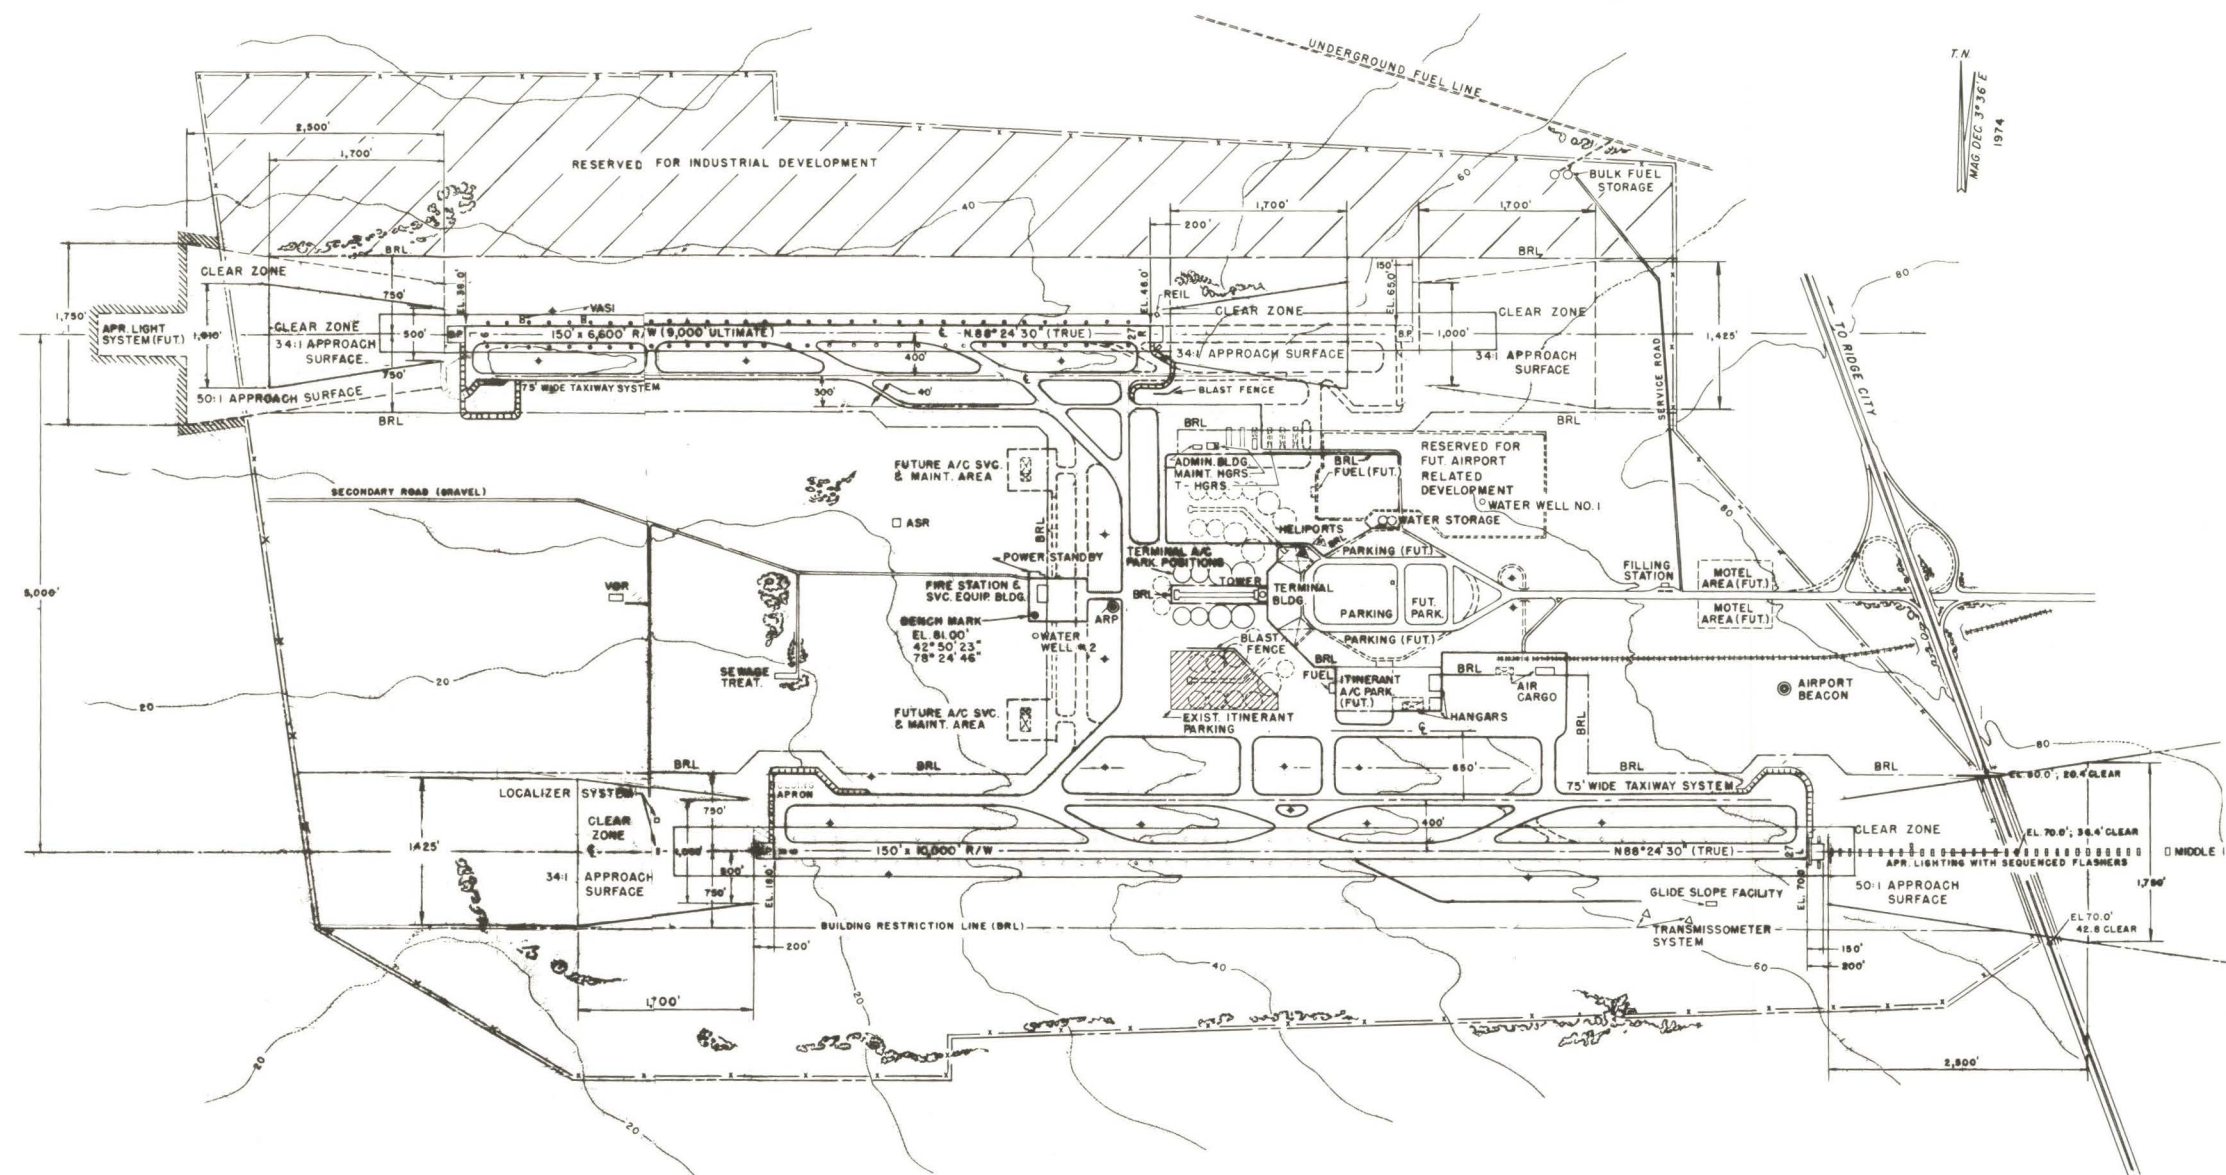 UNDERGROUND FUEL LINE
T.N.
MAG DEC 3°36'E
1974
2,500'
1,700'
RESERVED FOR INDUSTRIAL DEVELOPMENT
BULK FUEL
STORAGE
60
40
1,700'
1,700'
200'
BRL
BRL
150'
CLEAR ZONE
1,750'
750'
EL. 46.0'
EL. 65.0'
REIL
VASI
80
APR. LIGHT
SYSTEM (FUT.)
CLEAR ZONE
34:1 APPROACH
SURFACE
500'
B.P.
150' x 6,600' R/W (9,000' ULTIMATE)
℄
N.88° 24' 30" (TRUE)
27
R
CLEAR ZONE
34:1 APPROACH SURFACE
B.P.
1,000'
CLEAR ZONE
34:1 APPROACH
SURFACE
1,425'
TO RIDGE CITY
SERVICE ROAD
750'
50:1 APPROACH SURFACE
400'
℄
75' WIDE TAXIWAY SYSTEM
300'
40'
BLAST FENCE
BRL
BRL
BRL
FUTURE A/C SVC.
& MAINT. AREA
ADMIN. BLDG.
MAINT. HGRS.
T-HGRS.
BRL
FUEL (FUT.)
RESERVED FOR
FUT. AIRPORT
RELATED
DEVELOPMENT
WATER WELL NO. 1
SECONDARY ROAD (GRAVEL)
ASR
BRL
HELIPORTS
BRL
WATER STORAGE
80
POWER STANDBY
TERMINAL A/C
PARK. POSITIONS
PARKING (FUT.)
5,000'
VOR
FIRE STATION &
SVC. EQUIP. BLDG.
TOWER
BRL
TERMINAL
BLDG.
PARKING
FUT.
PARK.
FILLING
STATION
MOTEL
AREA (FUT.)
MOTEL
AREA (FUT.)
ARP
BENCH MARK
EL. 81.00'
42° 50' 23"
78° 24' 46"
WATER
WELL #2
BLAST
FENCE
PARKING (FUT.)
SEWAGE
TREAT.
20
20
BRL
FUEL
ITINERANT
A/C PARK.
(FUT.)
BRL
AIR
CARGO
AIRPORT
BEACON
FUTURE A/C SVC.
& MAINT. AREA
EXIST. ITINERANT
PARKING
HANGARS
℄
BRL
80
BRL
BRL
650'
BRL
BRL
EL. 80.0'; 20.4' CLEAR
LOCALIZER SYSTEM
APRON
75' WIDE TAXIWAY SYSTEM
1,425'
CLEAR
ZONE
℄
750'
400'
CLEAR ZONE
EL. 70.0'; 36.4' CLEAR
150' x 10,000' R/W
N88° 24' 30" (TRUE)
27
L
APR. LIGHTING WITH SEQUENCED FLASHERS
MIDDLE
34:1 APPROACH
SURFACE
500'
750'
EL. 18.0'
EL. 70.0'
GLIDE SLOPE FACILITY
50:1 APPROACH
SURFACE
1,750'
BUILDING RESTRICTION LINE (BRL)
TRANSMISSOMETER
SYSTEM
EL 70.0'
42.8 CLEAR
200'
150'
200'
40
60
1,700'
20
20
20
2,500'